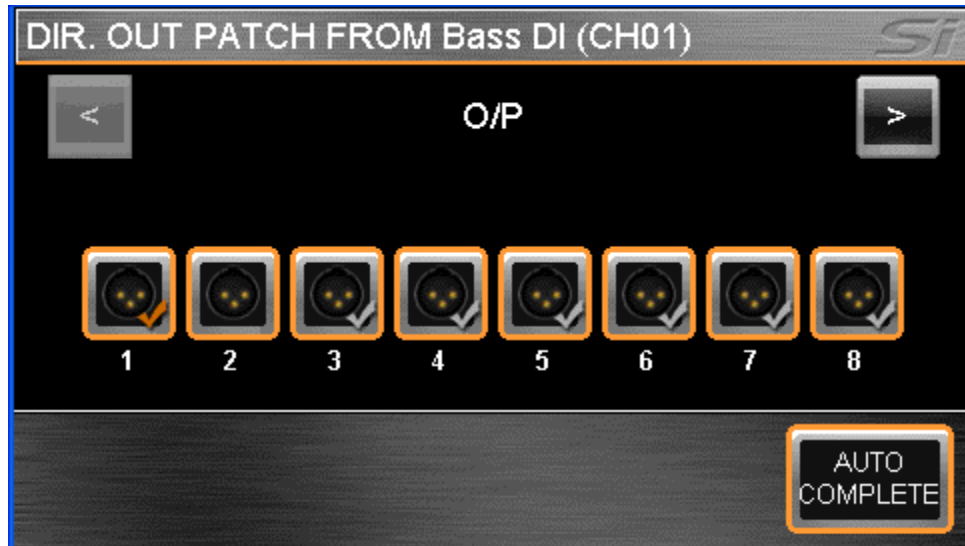 DIR. OUT PATCH FROM Bass DI (CH01)
Si
<
O/P
>
1 2 3 4 5 6 7 8
AUTO
COMPLETE